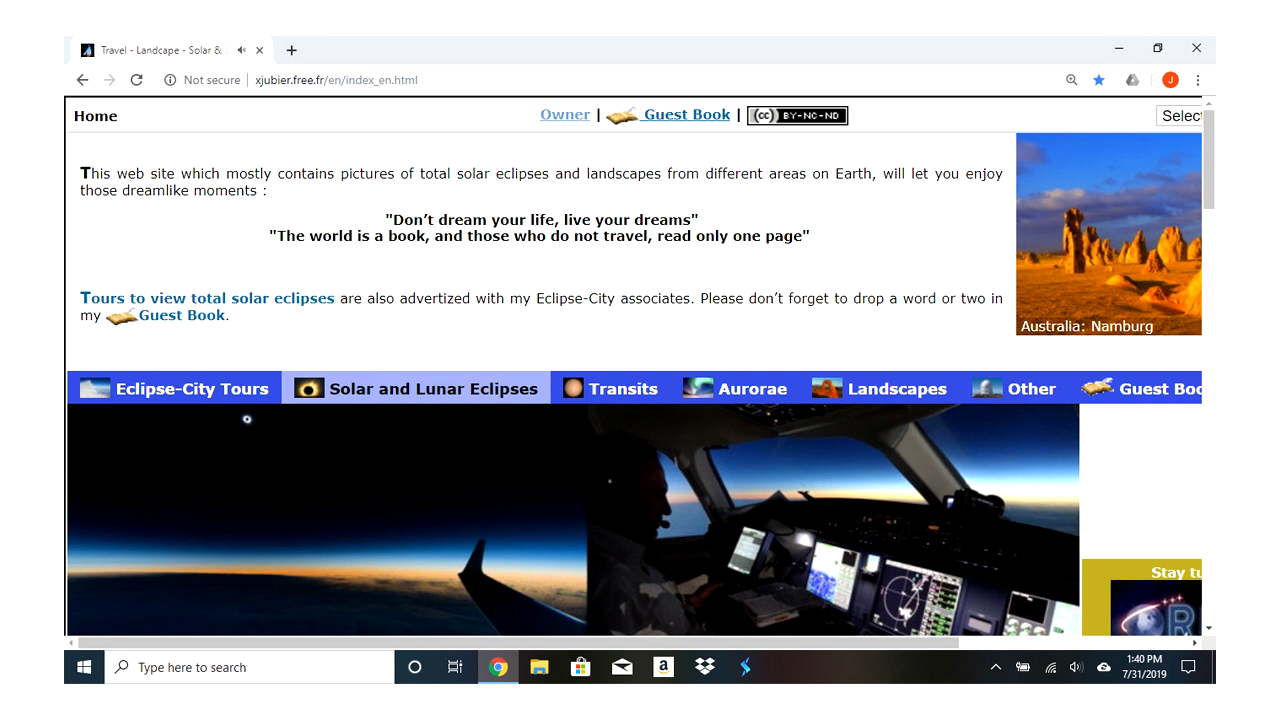 Travel - Landcape - Solar &
Not secure | xjubier.free.fr/en/index_en.html
J
Home
Owner | Guest Book | (cc) BY-NC-ND
Select
This web site which mostly contains pictures of total solar eclipses and landscapes from different areas on Earth, will let you enjoy
those dreamlike moments :
"Don't dream your life, live your dreams"
"The world is a book, and those who do not travel, read only one page"
Tours to view total solar eclipses are also advertized with my Eclipse-City associates. Please don't forget to drop a word or two in
my Guest Book.
Australia: Namburg
Eclipse-City Tours Solar and Lunar Eclipses Transits Aurorae Landscapes Other Guest Boo
Stay tu
R
Type here to search
a
1:40 PM
7/31/2019